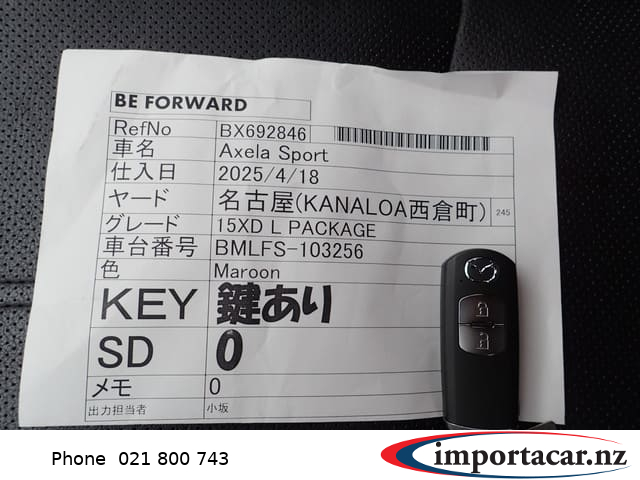 BE FORWARD
RefNo BX692846
車名 Axela Sport
仕入日 2025/4/18
ヤード 名古屋(KANALOA西倉町) 245
グレード 15XD L PACKAGE
車台番号 BMLFS-103256
色 Maroon
KEY 鍵あり
SD 0
メモ 0
出力担当者 小坂
Phone 021 800 743
importacar.nz